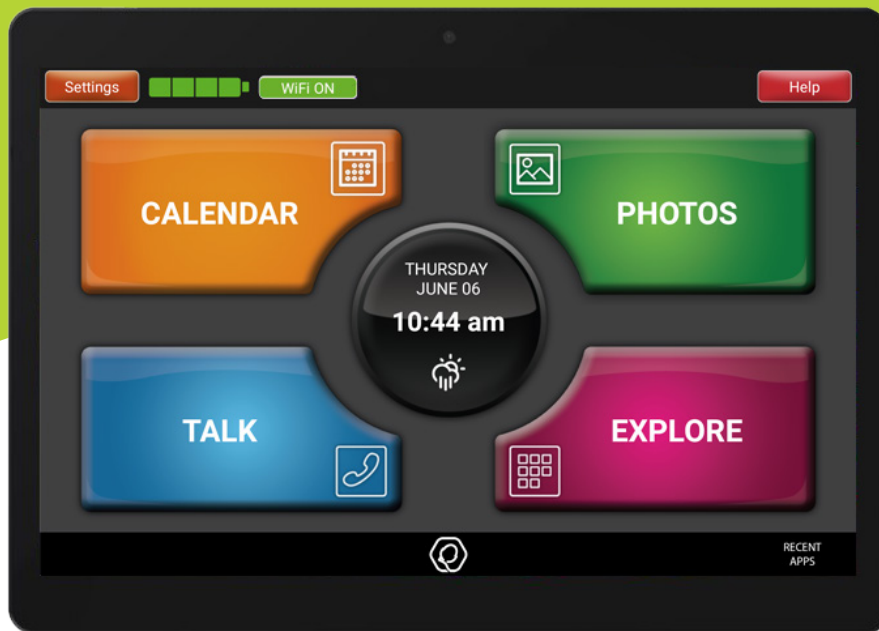 Settings
WiFi ON
Help
CALENDAR
PHOTOS
THURSDAY
JUNE 06
10:44 am
TALK
EXPLORE
RECENT
APPS